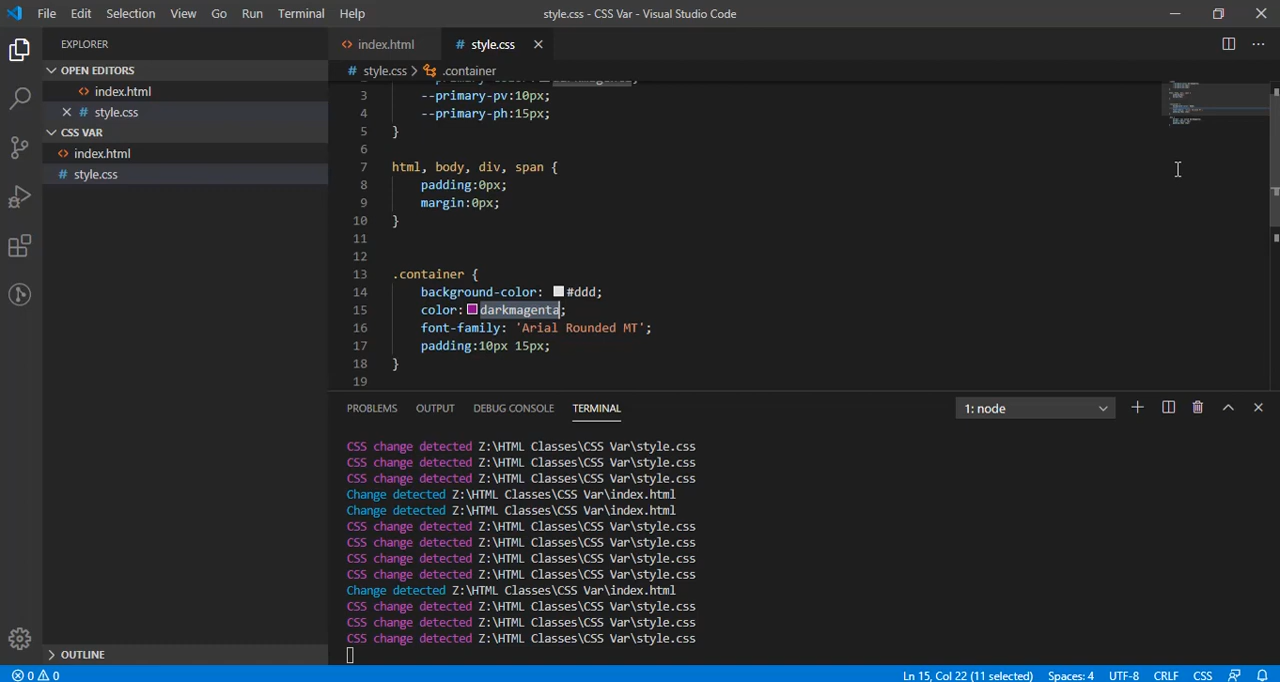 File Edit Selection View Go Run Terminal Help style.css - CSS Var - Visual Studio Code
EXPLORER
OPEN EDITORS
index.html
style.css
CSS VAR
index.html
style.css
OUTLINE
index.html style.css
style.css > .container
3 --primary-pv:10px;
4 --primary-ph:15px;
5 }
6
7 html, body, div, span {
8 padding:0px;
9 margin:0px;
10 }
11
12
13 .container {
14 background-color: #ddd;
15 color: darkmagenta;
16 font-family: 'Arial Rounded MT';
17 padding:10px 15px;
18 }
19
PROBLEMS OUTPUT DEBUG CONSOLE TERMINAL 1: node
CSS change detected Z:\HTML Classes\CSS Var\style.css
CSS change detected Z:\HTML Classes\CSS Var\style.css
CSS change detected Z:\HTML Classes\CSS Var\style.css
Change detected Z:\HTML Classes\CSS Var\index.html
Change detected Z:\HTML Classes\CSS Var\index.html
CSS change detected Z:\HTML Classes\CSS Var\style.css
CSS change detected Z:\HTML Classes\CSS Var\style.css
CSS change detected Z:\HTML Classes\CSS Var\style.css
CSS change detected Z:\HTML Classes\CSS Var\style.css
Change detected Z:\HTML Classes\CSS Var\index.html
CSS change detected Z:\HTML Classes\CSS Var\style.css
CSS change detected Z:\HTML Classes\CSS Var\style.css
CSS change detected Z:\HTML Classes\CSS Var\style.css
0 0 Ln 15, Col 22 (11 selected) Spaces: 4 UTF-8 CRLF CSS